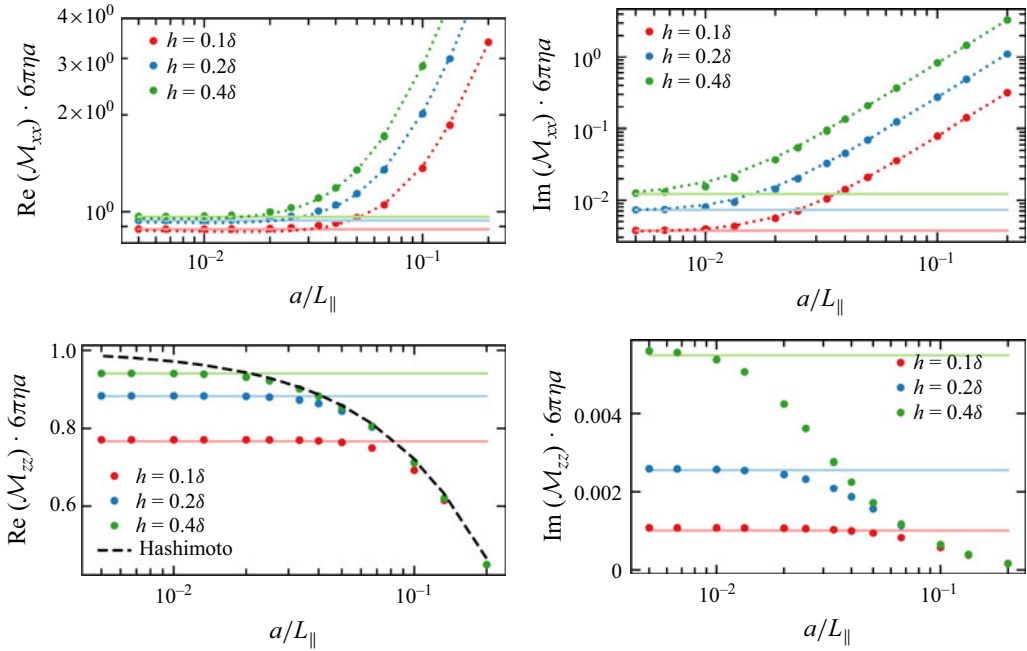 4×10⁰
3×10⁰
2×10⁰
10⁰
Re (ℳxx) · 6πηa
h = 0.1δ
h = 0.2δ
h = 0.4δ
10⁻²
10⁻¹
a/L∥
10⁰
10⁻¹
10⁻²
Im (ℳxx) · 6πηa
h = 0.1δ
h = 0.2δ
h = 0.4δ
10⁻²
10⁻¹
a/L∥
1.0
0.9
0.8
0.6
Re (ℳzz) · 6πηa
h = 0.1δ
h = 0.2δ
h = 0.4δ
Hashimoto
10⁻²
10⁻¹
a/L∥
0.004
0.002
0
Im (ℳzz) · 6πηa
h = 0.1δ
h = 0.2δ
h = 0.4δ
10⁻²
10⁻¹
a/L∥